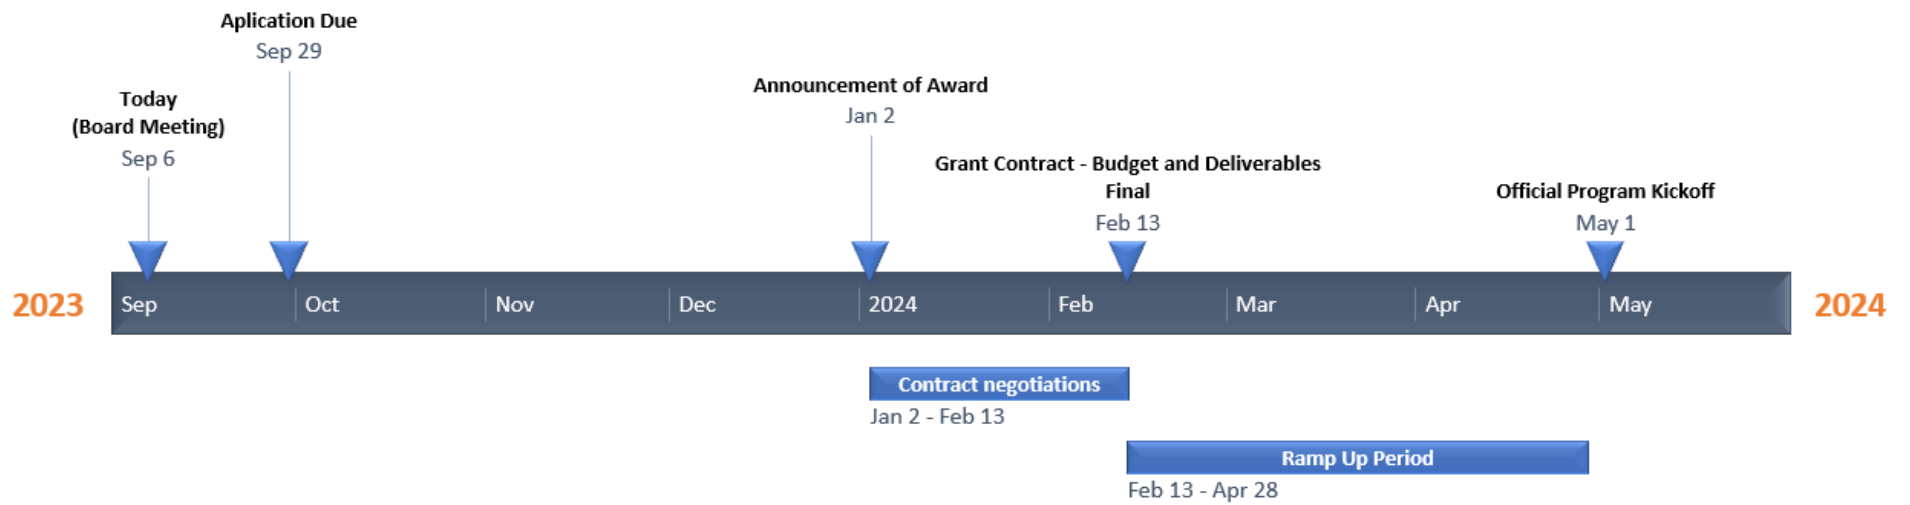 Aplication Due
Sep 29
Today
(Board Meeting)
Sep 6
Announcement of Award
Jan 2
Grant Contract - Budget and Deliverables
Final
Feb 13
Official Program Kickoff
May 1
2023
Sep
Oct
Nov
Dec
2024
Feb
Mar
Apr
May
2024
Contract negotiations
Jan 2 - Feb 13
Ramp Up Period
Feb 13 - Apr 28